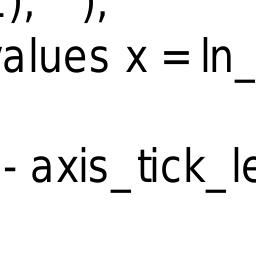 ),   ),
values x = ln_
- axis_tick_le